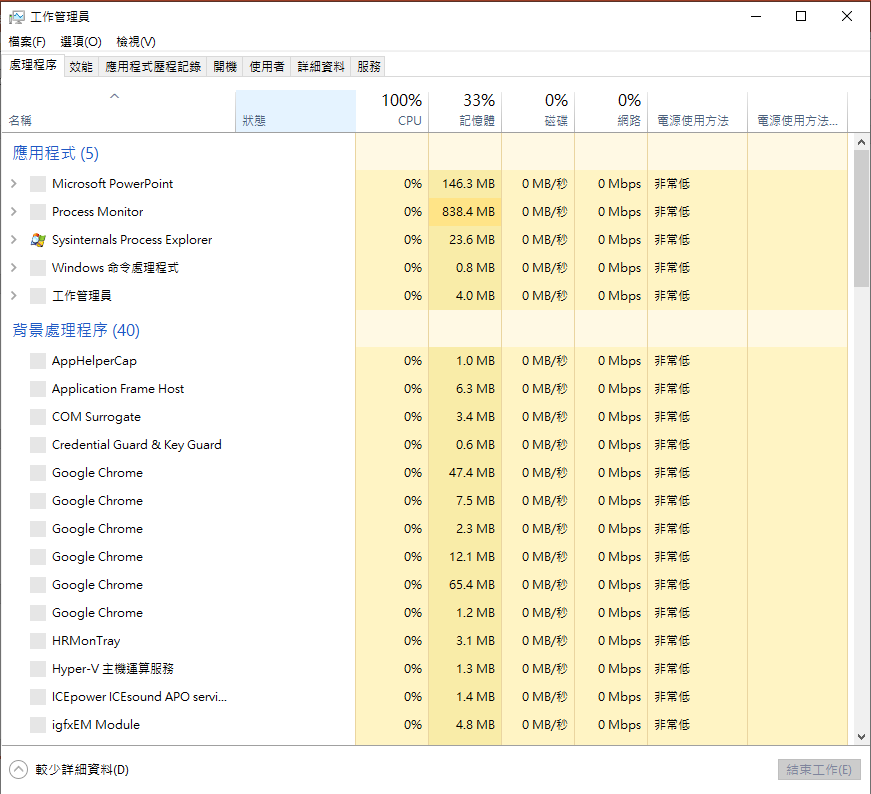 工作管理員
檔案(F) 選項(O) 檢視(V)
處理程序 效能 應用程式歷程記錄 開機 使用者 詳細資料 服務
100% 33% 0% 0%
名稱 狀態 CPU 記憶體 磁碟 網路 電源使用方法 電源使用方法...
應用程式 (5)
Microsoft PowerPoint 0% 146.3 MB 0 MB/秒 0 Mbps 非常低
Process Monitor 0% 838.4 MB 0 MB/秒 0 Mbps 非常低
Sysinternals Process Explorer 0% 23.6 MB 0 MB/秒 0 Mbps 非常低
Windows 命令處理程式 0% 0.8 MB 0 MB/秒 0 Mbps 非常低
工作管理員 0% 4.0 MB 0 MB/秒 0 Mbps 非常低
背景處理程序 (40)
AppHelperCap 0% 1.0 MB 0 MB/秒 0 Mbps 非常低
Application Frame Host 0% 6.3 MB 0 MB/秒 0 Mbps 非常低
COM Surrogate 0% 3.4 MB 0 MB/秒 0 Mbps 非常低
Credential Guard & Key Guard 0% 0.6 MB 0 MB/秒 0 Mbps 非常低
Google Chrome 0% 47.4 MB 0 MB/秒 0 Mbps 非常低
Google Chrome 0% 7.5 MB 0 MB/秒 0 Mbps 非常低
Google Chrome 0% 2.3 MB 0 MB/秒 0 Mbps 非常低
Google Chrome 0% 12.1 MB 0 MB/秒 0 Mbps 非常低
Google Chrome 0% 65.4 MB 0 MB/秒 0 Mbps 非常低
Google Chrome 0% 1.2 MB 0 MB/秒 0 Mbps 非常低
HRMonTray 0% 3.1 MB 0 MB/秒 0 Mbps 非常低
Hyper-V 主機運算服務 0% 1.3 MB 0 MB/秒 0 Mbps 非常低
ICEpower ICEsound APO servi... 0% 1.4 MB 0 MB/秒 0 Mbps 非常低
igfxEM Module 0% 4.8 MB 0 MB/秒 0 Mbps 非常低
較少詳細資料(D) 結束工作(E)